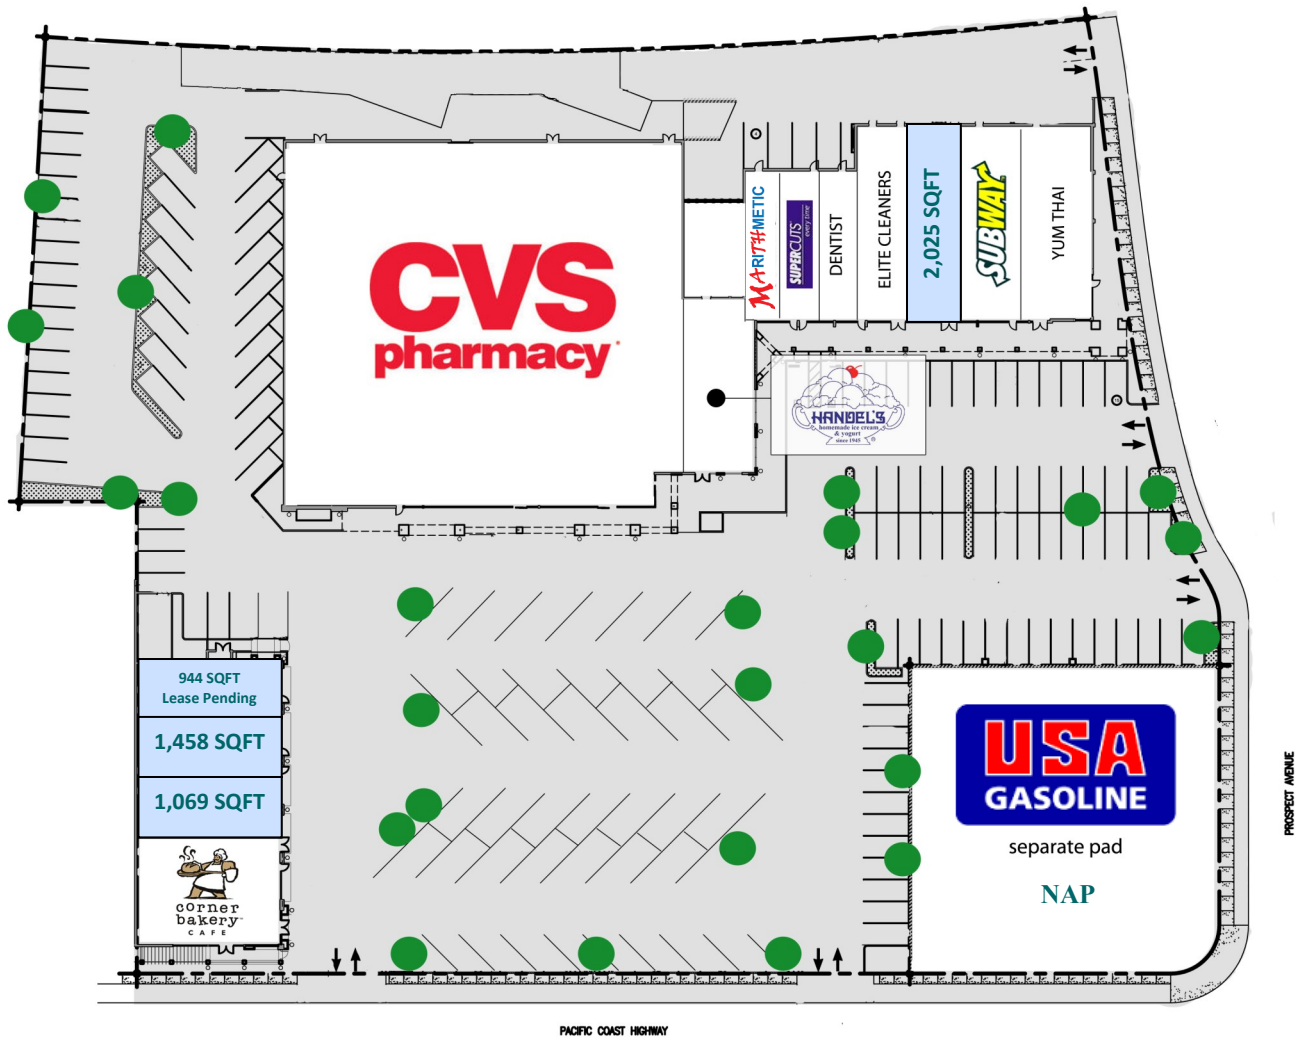 CVS
pharmacy
MARITHMETIC
SUPERCUTS
every time
DENTIST
ELITE CLEANERS
2,025 SQFT
SUBWAY
YUM THAI
HANDEL'S
homemade ice cream
& yogurt
since 1945
944 SQFT
Lease Pending
1,458 SQFT
1,069 SQFT
corner
bakery
CAFE
USA
GASOLINE
separate pad
NAP
PROSPECT AVENUE
PACIFIC COAST HIGHWAY